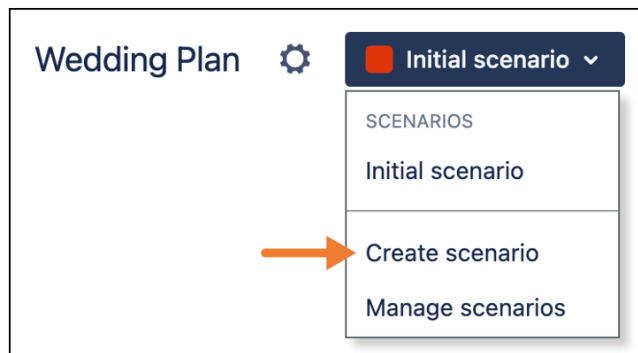 Wedding Plan Initial scenario
SCENARIOS
Initial scenario
Create scenario
Manage scenarios